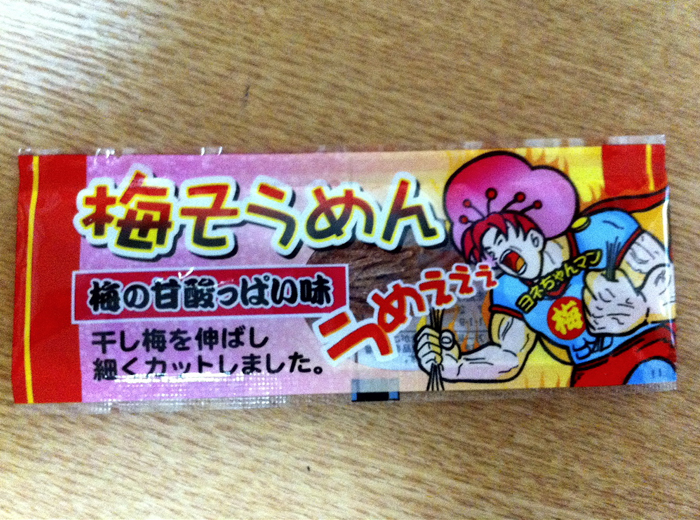 梅そうめん
梅の甘酸っぱい味
干し梅を伸ばし
細くカットしました。
うめぇぇぇ
ヨネちゃんマン
梅